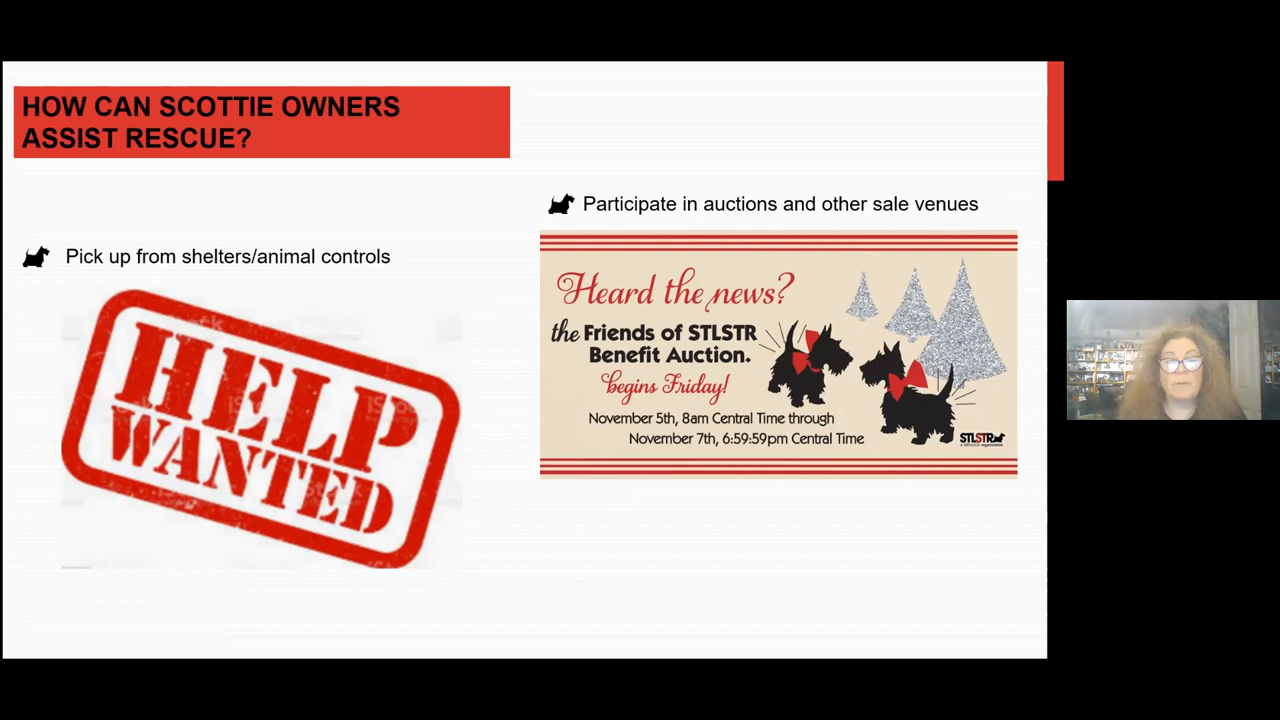 HOW CAN SCOTTIE OWNERS
ASSIST RESCUE?
Pick up from shelters/animal controls
HELP
WANTED
Participate in auctions and other sale venues
Heard the news?
the Friends of STLSTR
Benefit Auction.
begins Friday!
November 5th, 8am Central Time through
November 7th, 6:59:59pm Central Time
STLSTR